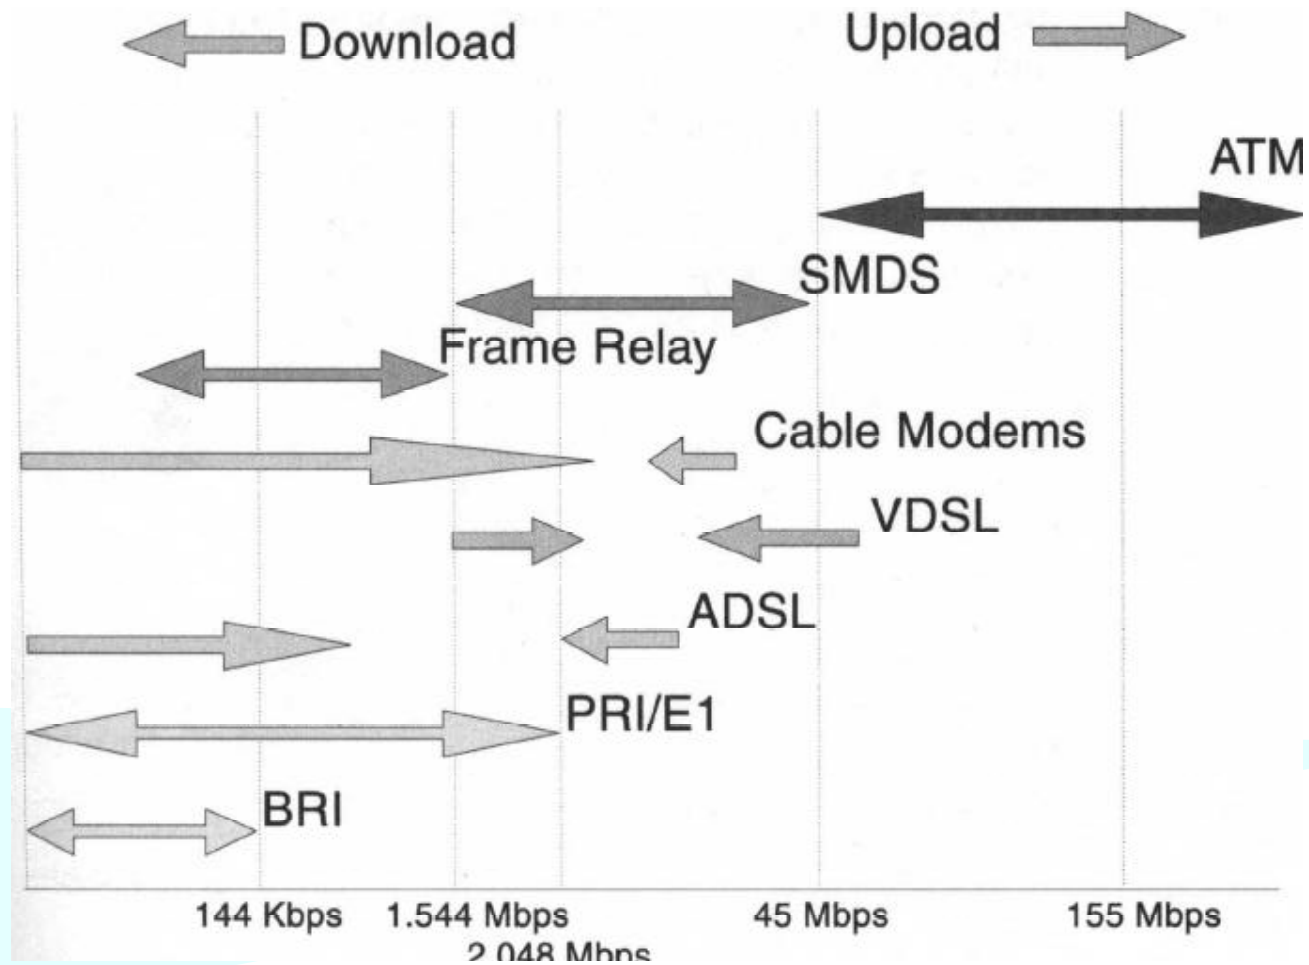 Download
Upload
ATM
SMDS
Frame Relay
Cable Modems
VDSL
ADSL
PRI/E1
BRI
144 Kbps
1.544 Mbps
45 Mbps
155 Mbps
2.048 Mbps